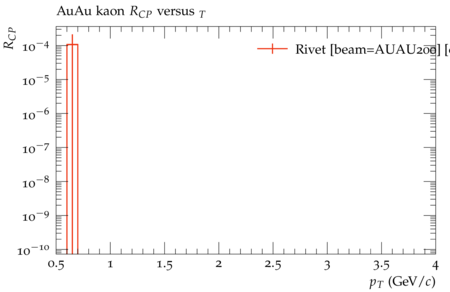 AuAu kaon R_CP versus _T
R_CP
Rivet [beam=AUAU200] [
10^−4
10^−5
10^−6
10^−7
10^−8
10^−9
10^−10
0.5 1 1.5 2 2.5 3 3.5 4
p_T (GeV/c)